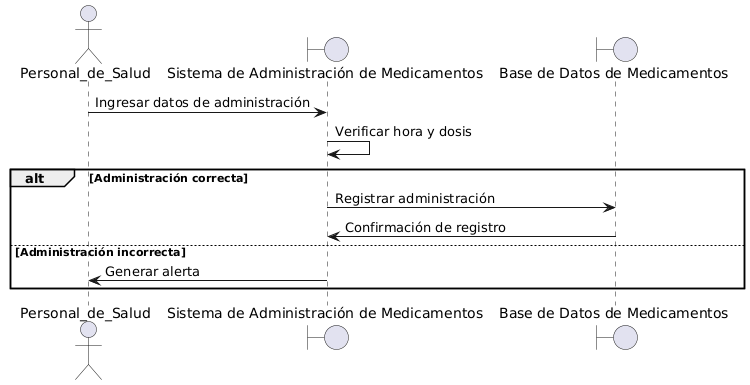 Personal_de_Salud
Sistema de Administración de Medicamentos
Base de Datos de Medicamentos
Ingresar datos de administración
Verificar hora y dosis
alt
[Administración correcta]
Registrar administración
Confirmación de registro
[Administración incorrecta]
Generar alerta
Personal_de_Salud
Sistema de Administración de Medicamentos
Base de Datos de Medicamentos